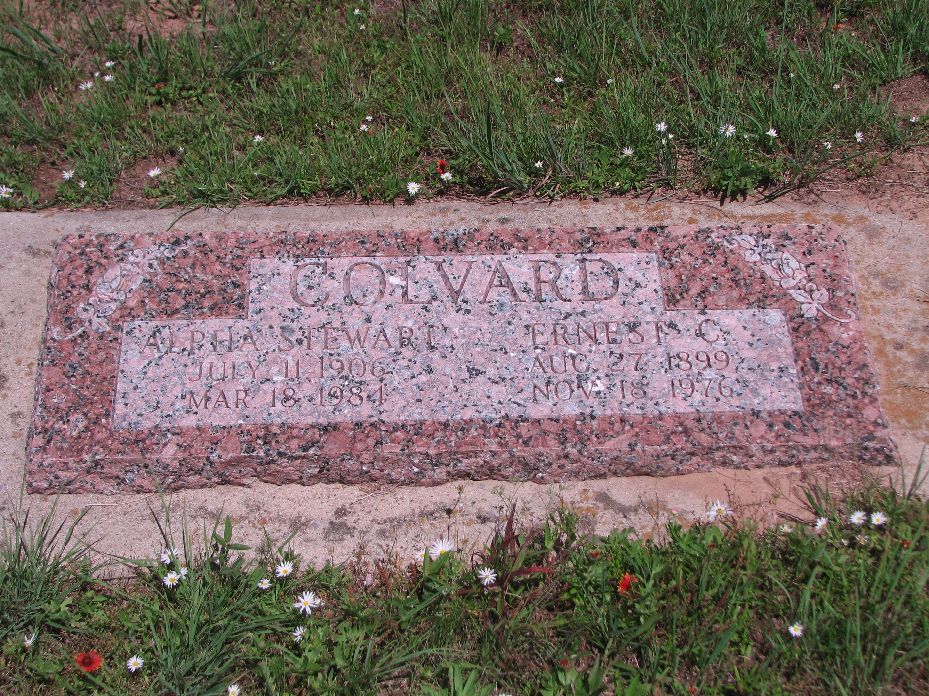 COLVARD
ALPHA STEWART
JULY 11 1906
MAR 18 1984
ERNEST C.
AUG. 27 1899
NOV. 18 1976